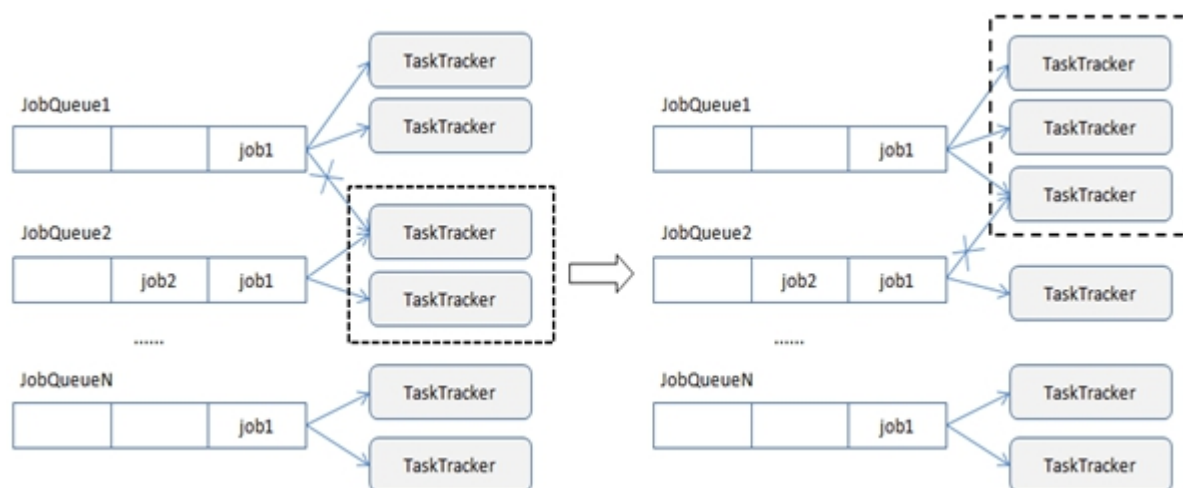 TaskTracker
JobQueue1
TaskTracker
job1
TaskTracker
JobQueue2
job2 job1
TaskTracker
......
JobQueueN
TaskTracker
job1
TaskTracker
TaskTracker
JobQueue1
TaskTracker
job1
TaskTracker
JobQueue2
job2 job1
TaskTracker
......
JobQueueN
TaskTracker
job1
TaskTracker